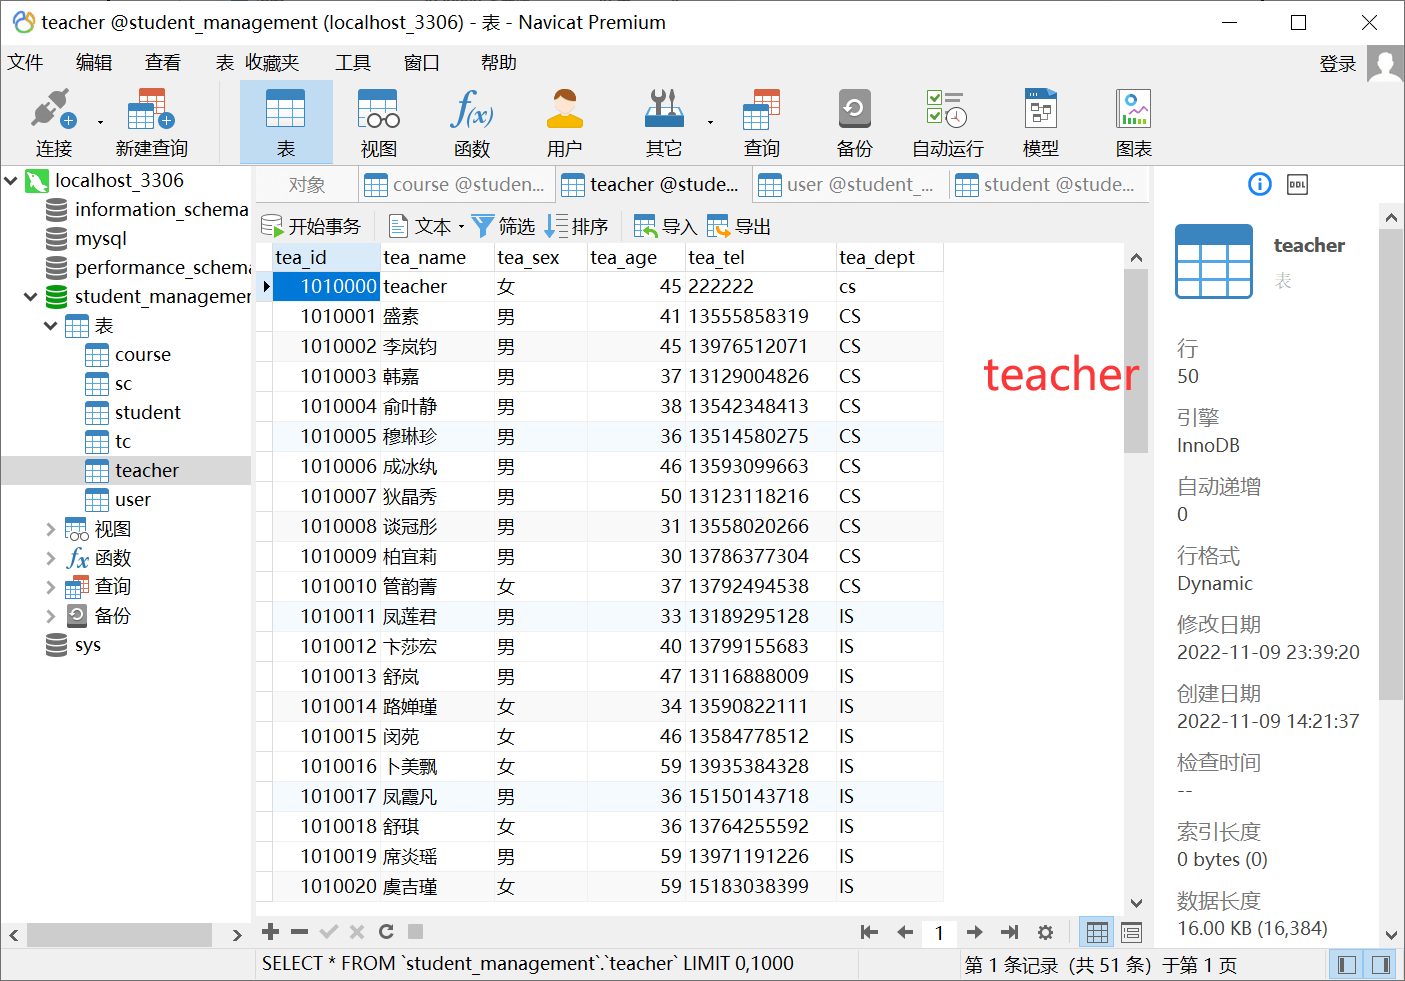 teacher @student_management (localhost_3306) - 表 - Navicat Premium
文件 编辑 查看 表 收藏夹 工具 窗口 帮助 登录
连接 新建查询 表 视图 函数 用户 其它 查询 备份 自动运行 模型 图表
localhost_3306
information_schema
mysql
performance_schema
student_managemen
表
course
sc
student
tc
teacher
user
视图
函数
查询
备份
sys
对象 course @studen... teacher @stude... user @student_... student @stude...
开始事务 文本 筛选 排序 导入 导出
tea_id tea_name tea_sex tea_age tea_tel tea_dept
1010000 teacher 女 45 222222 cs
1010001 盛素 男 41 13555858319 CS
1010002 李岚钧 男 45 13976512071 CS
1010003 韩嘉 男 37 13129004826 CS
1010004 俞叶静 男 38 13542348413 CS
1010005 穆琳珍 男 36 13514580275 CS
1010006 成冰纨 男 46 13593099663 CS
1010007 狄晶秀 男 50 13123118216 CS
1010008 谈冠彤 男 31 13558020266 CS
1010009 柏宜莉 男 30 13786377304 CS
1010010 管韵菁 女 37 13792494538 CS
1010011 凤莲君 男 33 13189295128 IS
1010012 卞莎宏 男 40 13799155683 IS
1010013 舒岚 男 47 13116888009 IS
1010014 路婵瑾 女 34 13590822111 IS
1010015 闵苑 女 46 13584778512 IS
1010016 卜美飘 女 59 13935384328 IS
1010017 凤霞凡 男 36 15150143718 IS
1010018 舒琪 女 36 13764255592 IS
1010019 席炎瑶 男 59 13971191226 IS
1010020 虞吉瑾 女 59 15183038399 IS
teacher
1
SELECT * FROM `student_management`.`teacher` LIMIT 0,1000
第 1 条记录 (共 51 条) 于第 1 页
DDL
teacher
表
行
50
引擎
InnoDB
自动递增
0
行格式
Dynamic
修改日期
2022-11-09 23:39:20
创建日期
2022-11-09 14:21:37
检查时间
--
索引长度
0 bytes (0)
数据长度
16.00 KB (16,384)